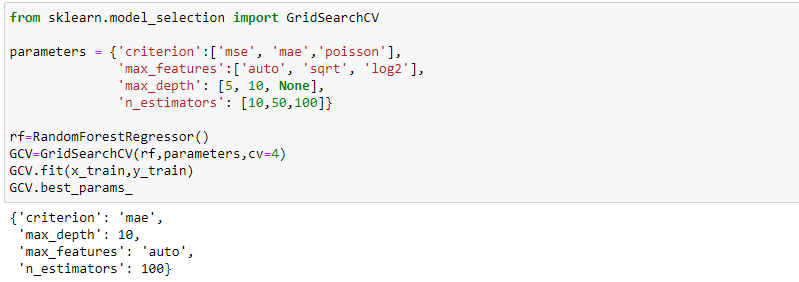 from sklearn.model_selection import GridSearchCV
parameters = {'criterion':['mse', 'mae','poisson'],
'max_features':['auto', 'sqrt', 'log2'],
'max_depth': [5, 10, None],
'n_estimators': [10,50,100]}
rf=RandomForestRegressor()
GCV=GridSearchCV(rf,parameters,cv=4)
GCV.fit(x_train,y_train)
GCV.best_params_
{'criterion': 'mae',
'max_depth': 10,
'max_features': 'auto',
'n_estimators': 100}